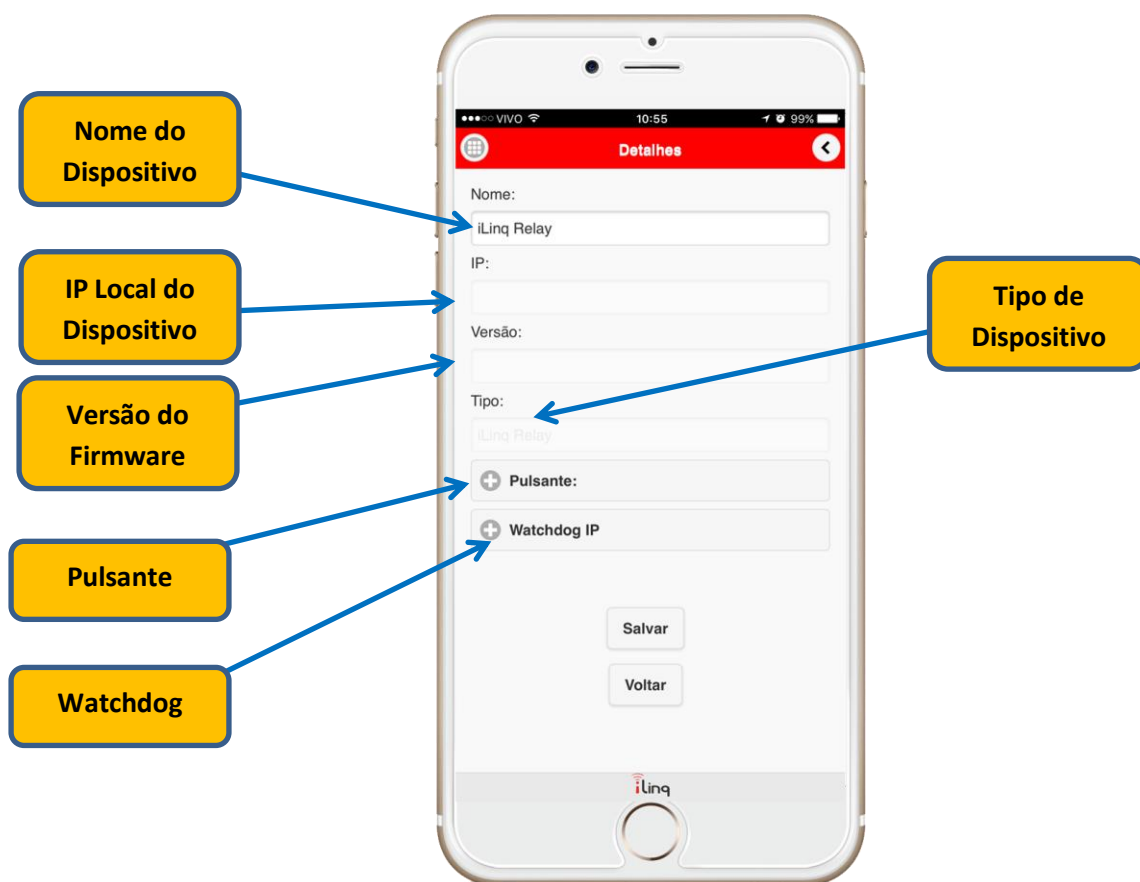 Nome do
Dispositivo
IP Local do
Dispositivo
Versão do
Firmware
Pulsante
Watchdog
VIVO 10:55 99%
Detalhes
Nome:
iLinq Relay
IP:
Versão:
Tipo:
iLinq Relay
Pulsante:
Watchdog IP
Salvar
Voltar
iLinq
Tipo de
Dispositivo